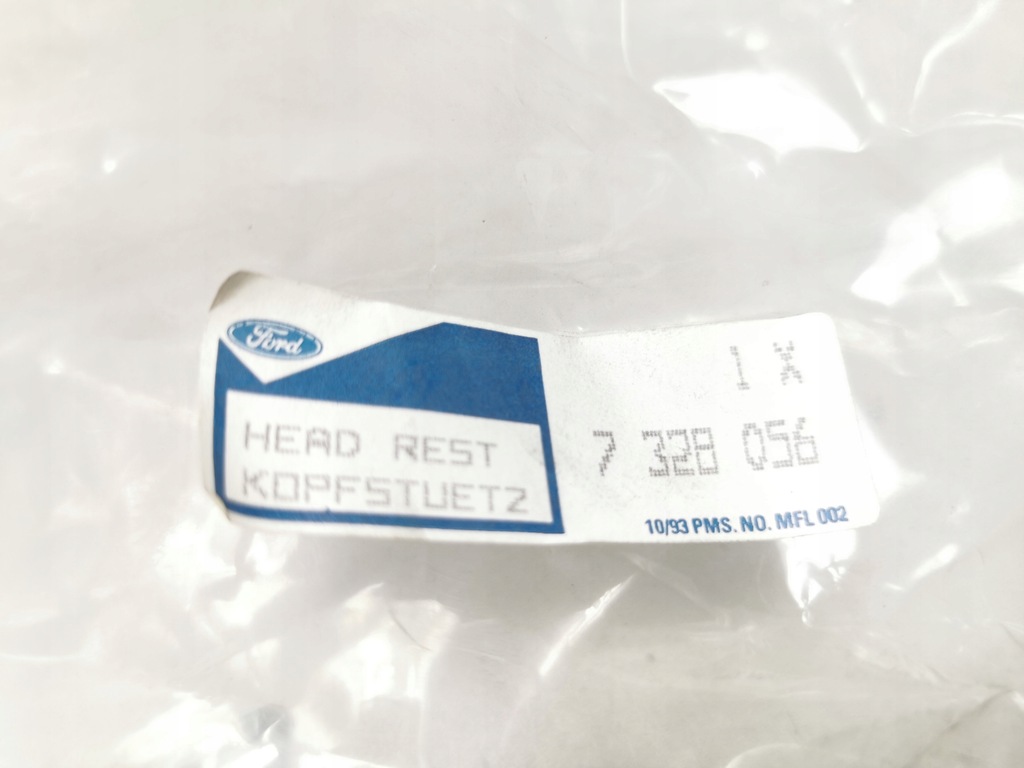 Ford
HEAD REST
KOPFSTUETZ
1 X
7 328 056
10/93 PMS. NO. MFL 002